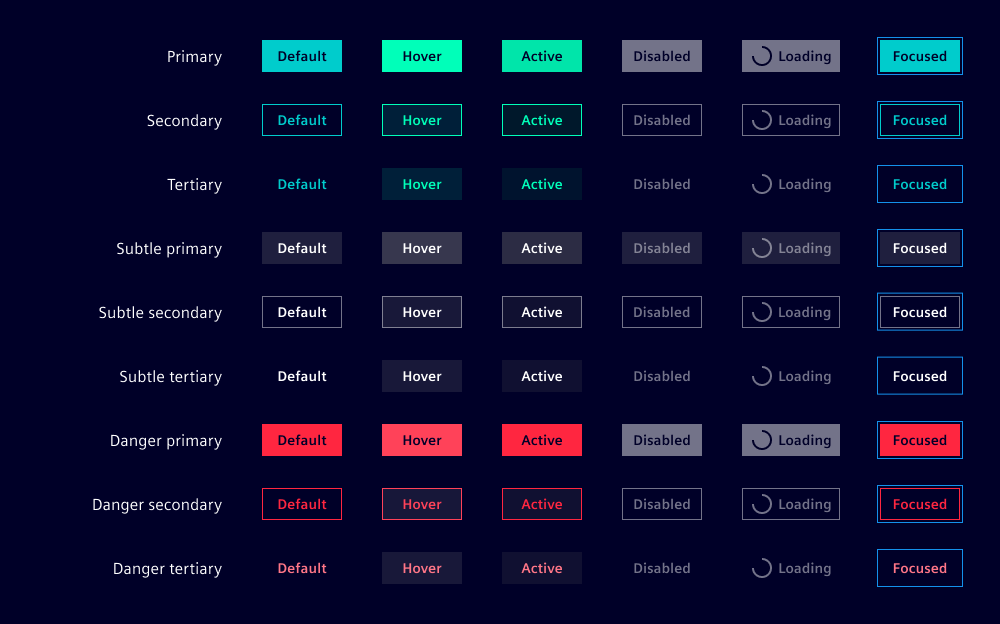 Primary Default Hover Active Disabled Loading Focused
Secondary Default Hover Active Disabled Loading Focused
Tertiary Default Hover Active Disabled Loading Focused
Subtle primary Default Hover Active Disabled Loading Focused
Subtle secondary Default Hover Active Disabled Loading Focused
Subtle tertiary Default Hover Active Disabled Loading Focused
Danger primary Default Hover Active Disabled Loading Focused
Danger secondary Default Hover Active Disabled Loading Focused
Danger tertiary Default Hover Active Disabled Loading Focused